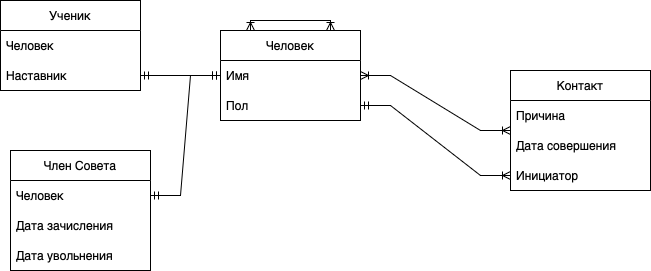 Ученик
Человек
Наставник
Человек
Имя
Пол
Контакт
Причина
Дата совершения
Инициатор
Член Совета
Человек
Дата зачисления
Дата увольнения